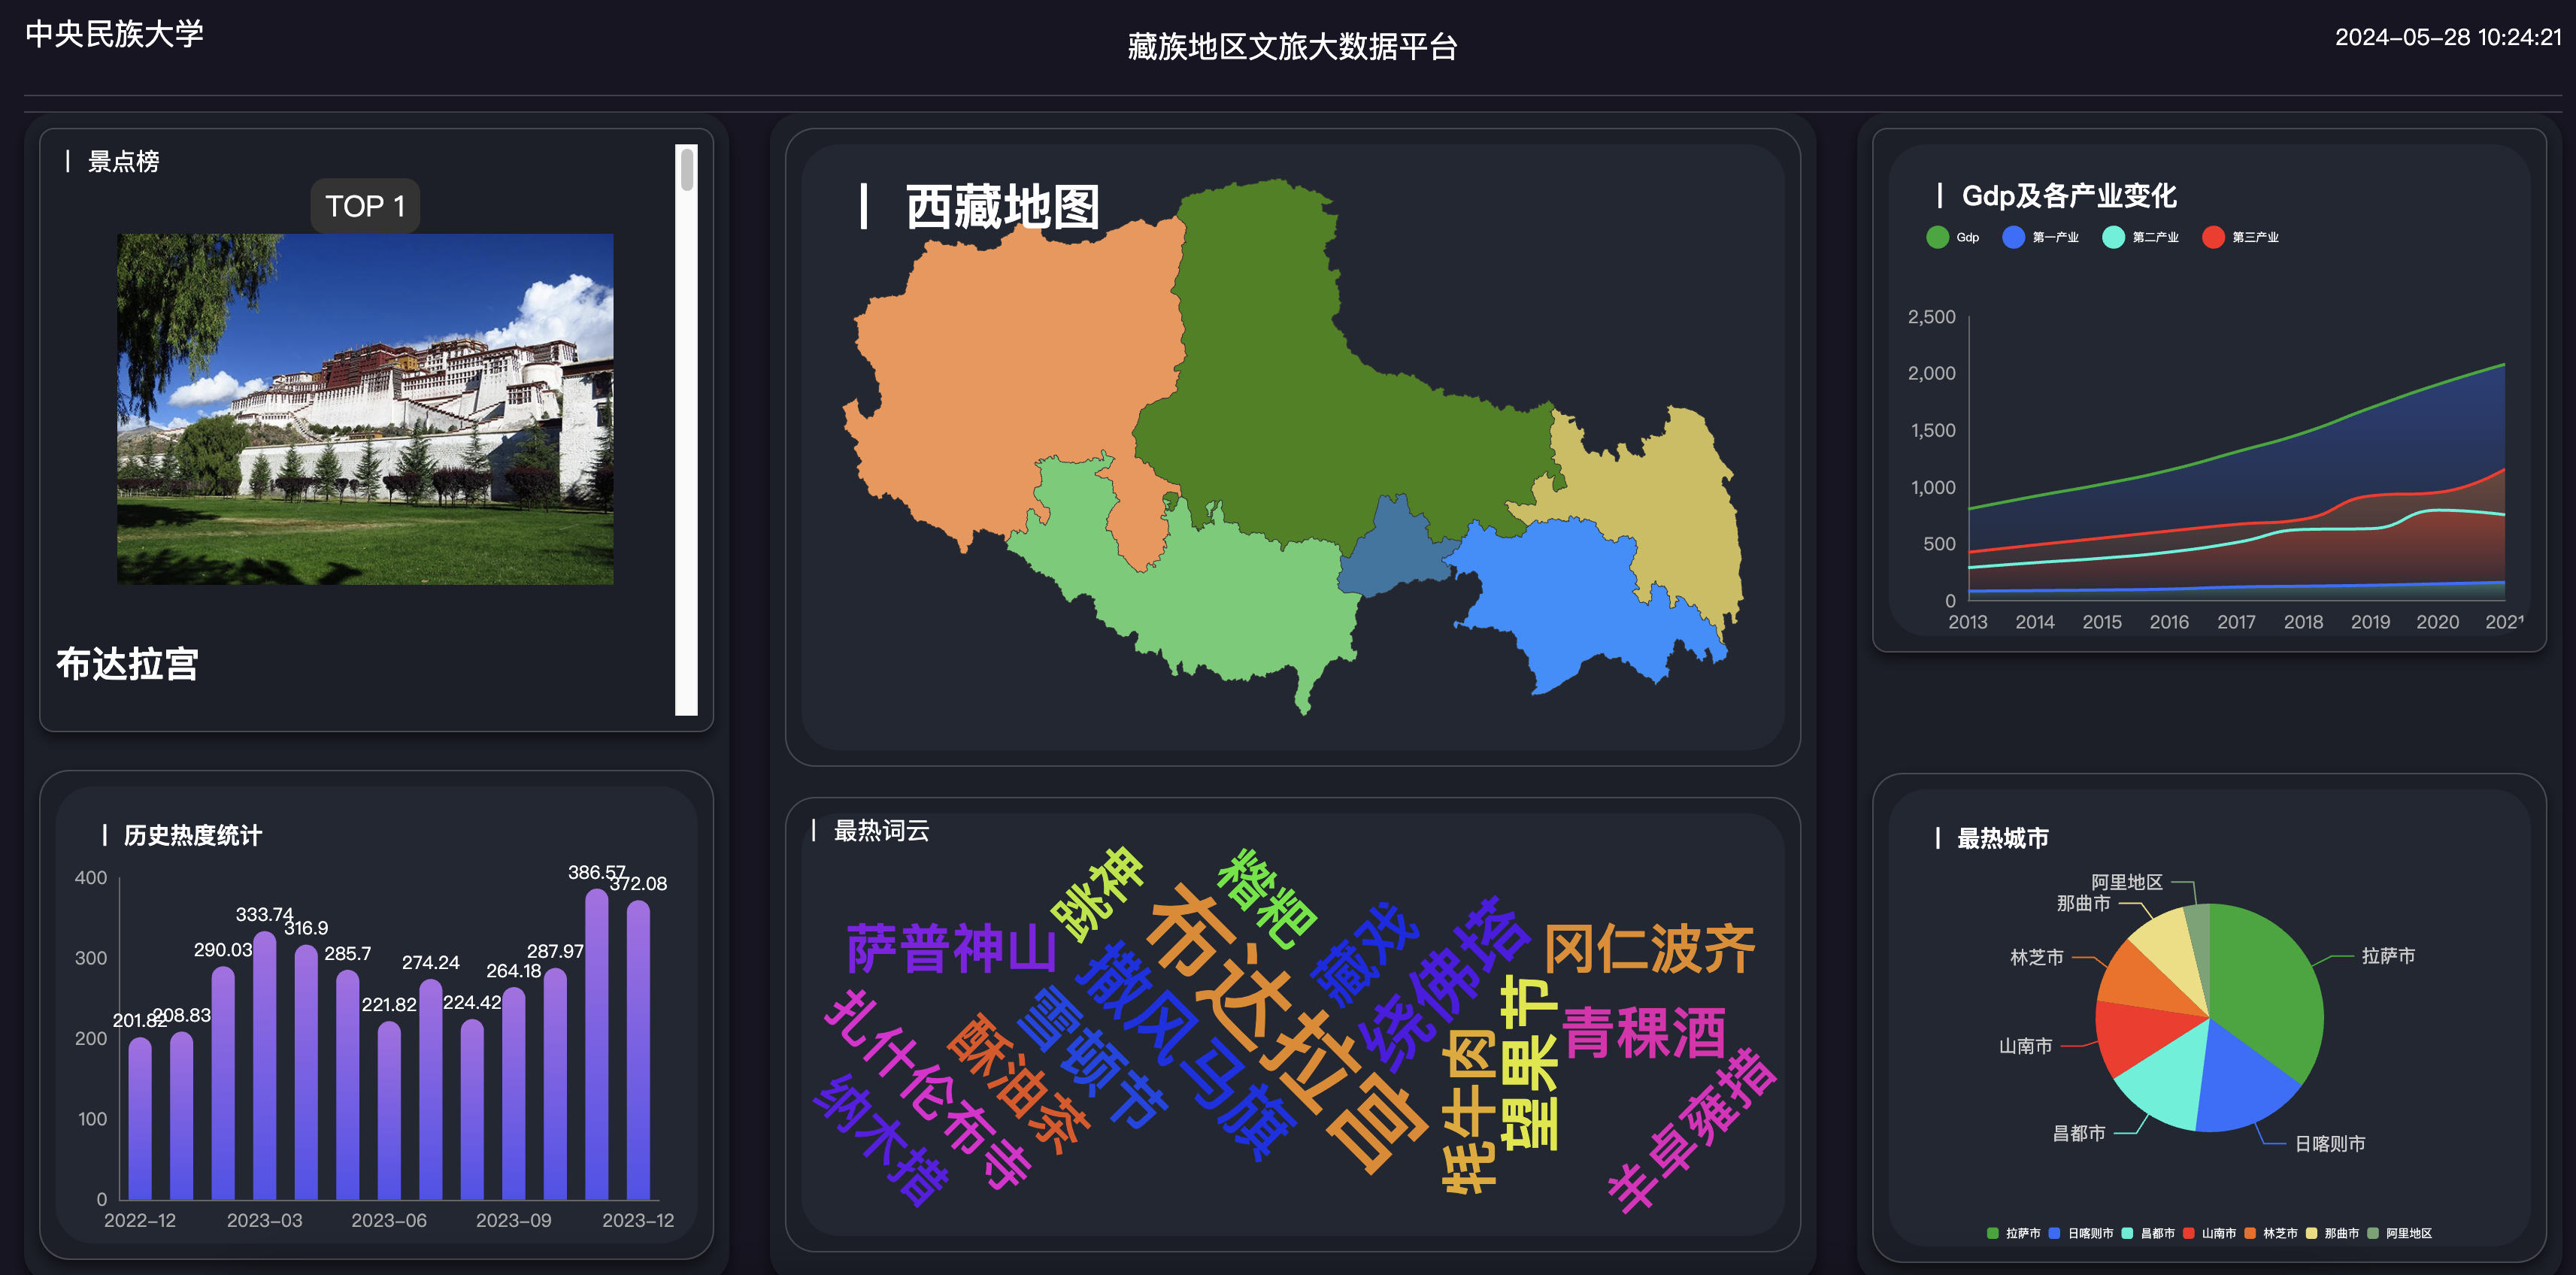 中央民族大学
藏族地区文旅大数据平台
2024-05-28 10:24:21
景点榜
TOP 1
布达拉宫
历史热度统计
400
300
200
100
0
201.82
208.83
290.03
333.74
316.9
285.7
221.82
274.24
224.42
264.18
287.97
386.57
372.08
2022-12
2023-03
2023-06
2023-09
2023-12
西藏地图
最热词云
跳神
糌粑
萨普神山
布达拉宫
藏戏
绕佛塔
冈仁波齐
撒风马旗
雪顿节
酥油茶
扎什伦布寺
纳木措
牦牛肉
望果节
青稞酒
羊卓雍措
Gdp及各产业变化
Gdp 第一产业 第二产业 第三产业
2,500
2,000
1,500
1,000
500
0
2013 2014 2015 2016 2017 2018 2019 2020 2021
最热城市
阿里地区
那曲市
林芝市
山南市
昌都市
拉萨市
日喀则市
拉萨市 日喀则市 昌都市 山南市 林芝市 那曲市 阿里地区